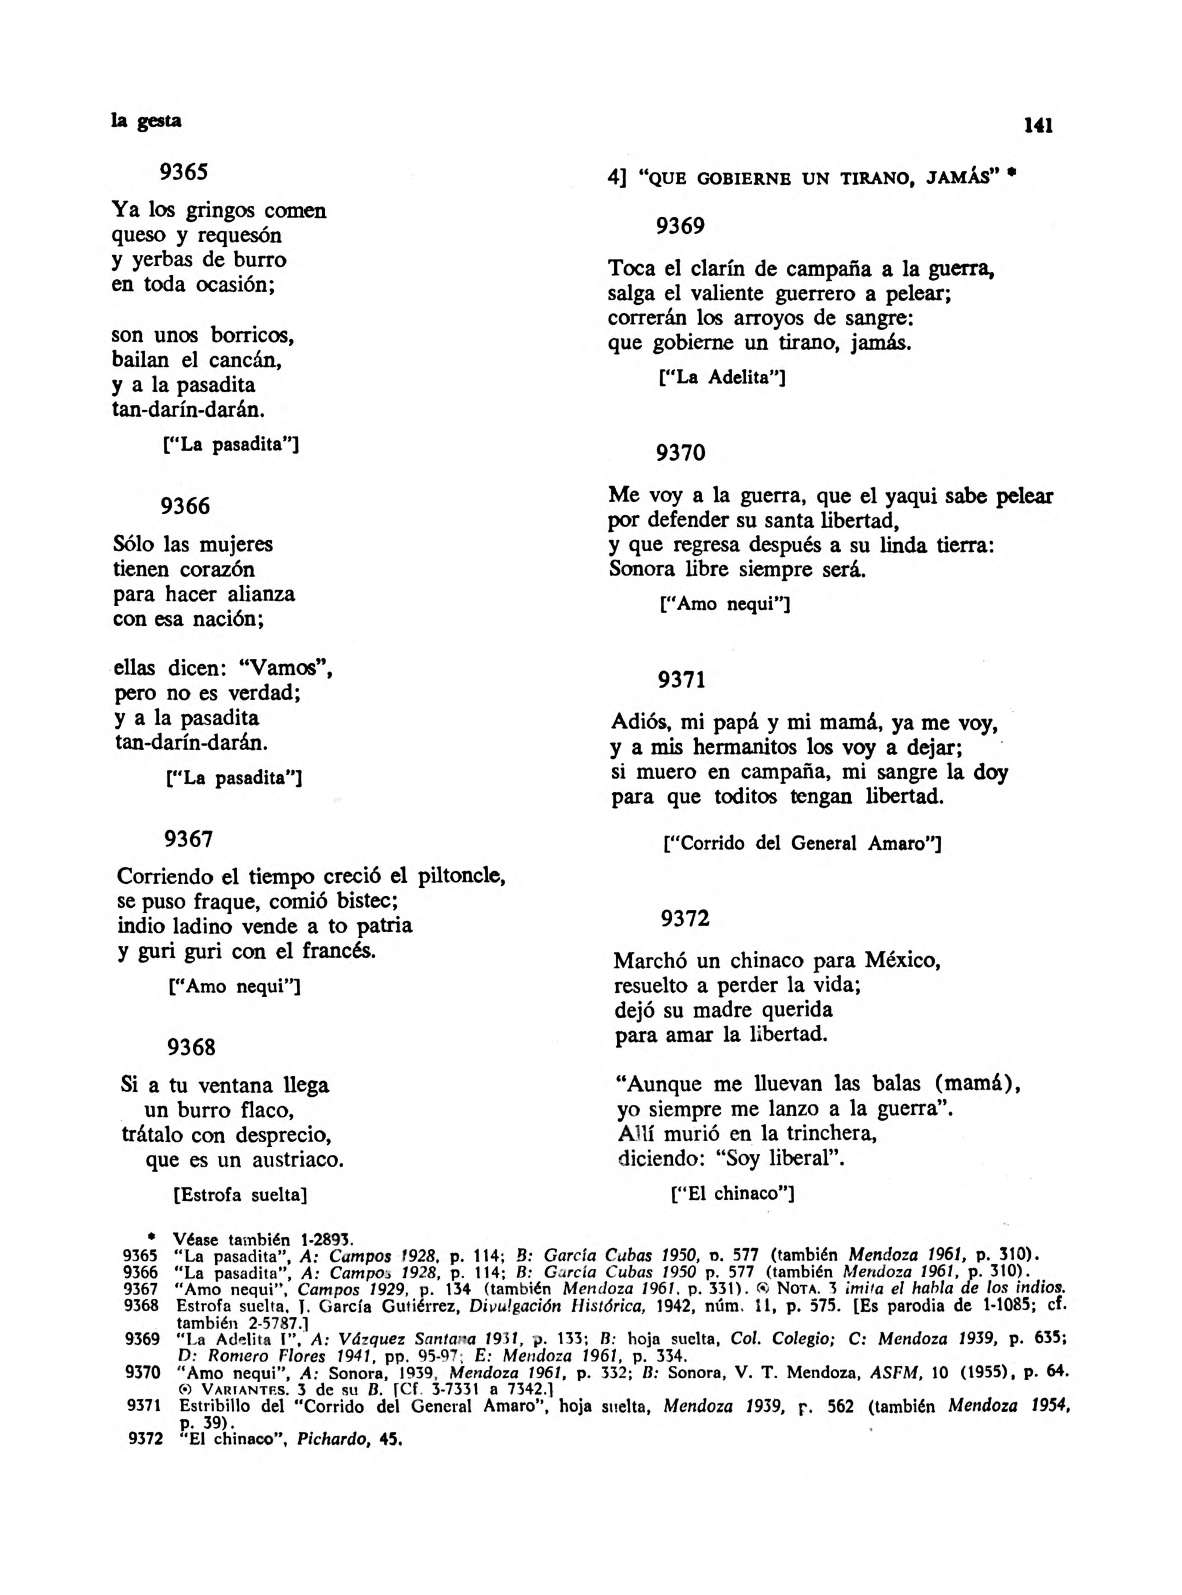 la gesta
141
9365
Ya los gringos comen
queso y requesón
y yerbas de burro
en toda ocasión;
son unos borricos,
bailan el cancán,
y a la pasadita
tan-darín-darán.
["La pasadita"]
9366
Sólo las mujeres
tienen corazón
para hacer alianza
con esa nación;
ellas dicen: "Vamos",
pero no es verdad;
y a la pasadita
tan-darín-darán.
["La pasadita"]
9367
Corriendo el tiempo creció el piltoncle,
se puso fraque, comió bistec;
indio ladino vende a to patria
y guri guri con el francés.
["Amo nequi"]
9368
Si a tu ventana llega
un burro flaco,
trátalo con desprecio,
que es un austriaco.
[Estrofa suelta]
4] "QUE GOBIERNE UN TIRANO, JAMÁS" *
9369
Toca el clarín de campaña a la guerra,
salga el valiente guerrero a pelear;
correrán los arroyos de sangre:
que gobierne un tirano, jamás.
["La Adelita"]
9370
Me voy a la guerra, que el yaqui sabe pelear
por defender su santa libertad,
y que regresa después a su linda tierra:
Sonora libre siempre será.
["Amo nequi"]
9371
Adiós, mi papá y mi mamá, ya me voy,
y a mis hermanitos los voy a dejar;
si muero en campaña, mi sangre la doy
para que toditos tengan libertad.
["Corrido del General Amaro"]
9372
Marchó un chinaco para México,
resuelto a perder la vida;
dejó su madre querida
para amar la libertad.
"Aunque me lluevan las balas (mamá),
yo siempre me lanzo a la guerra".
Allí murió en la trinchera,
diciendo: "Soy liberal".
["El chinaco"]
* Véase también 1-2893.
9365 "La pasadita", A: Campos 1928, p. 114; B: García Cubas 1950, p. 577 (también Mendoza 1961, p. 310).
9366 "La pasadita", A: Campos 1928, p. 114; B: García Cubas 1950 p. 577 (también Mendoza 1961, p. 310).
9367 "Amo nequi", Campos 1929, p. 134 (también Mendoza 1961, p. 331). NOTA. 3 imita el habla de los indios.
9368 Estrofa suelta, J. García Gutiérrez, Divulgación Histórica, 1942, núm. 11, p. 575. [Es parodia de 1-1085; cf.
también 2-5787.]
9369 "La Adelita I", A: Vázquez Santana 1931, p. 133; B: hoja suelta, Col. Colegio; C: Mendoza 1939, p. 635;
D: Romero Flores 1941, pp. 95-97; E: Mendoza 1961, p. 334.
9370 "Amo nequi", A: Sonora, 1939, Mendoza 1961, p. 332; B: Sonora, V. T. Mendoza, ASFM, 10 (1955), p. 64.
VARIANTES. 3 de su B. [Cf. 3-7331 a 7342.]
9371 Estribillo del "Corrido del General Amaro", hoja suelta, Mendoza 1939, p. 562 (también Mendoza 1954,
p. 39).
9372 "El chinaco", Pichardo, 45.